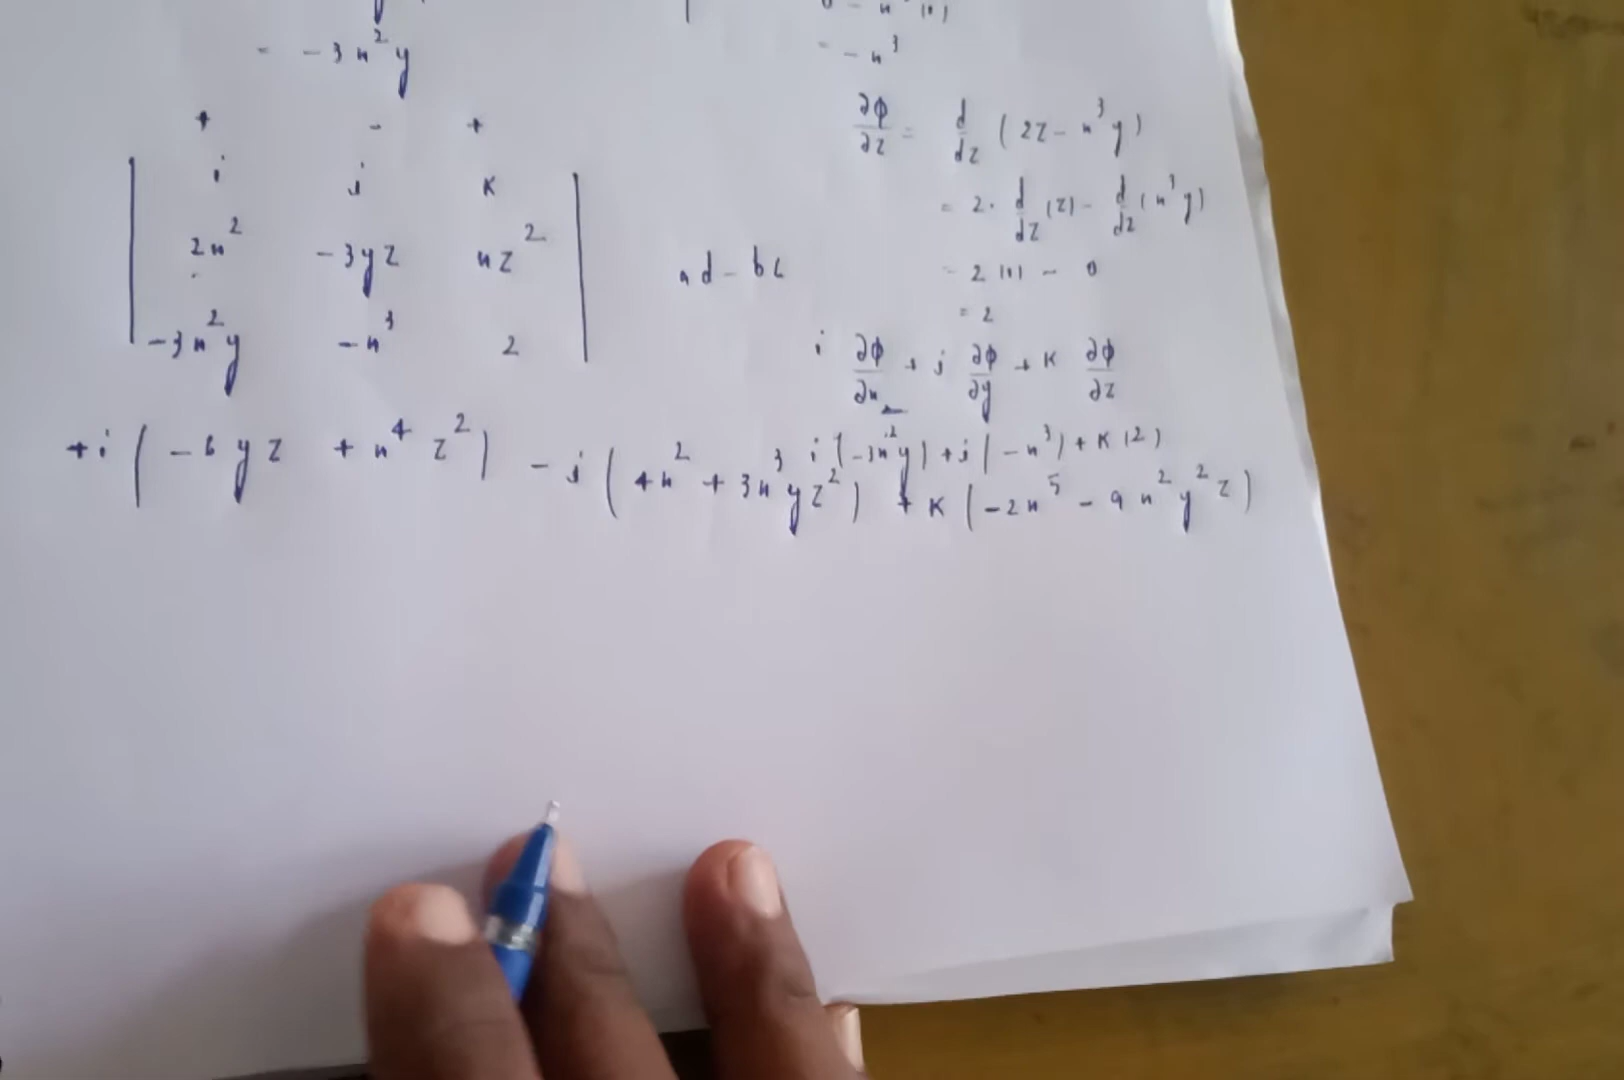 = -3x²y
= -x³
+ - +
∂φ/∂z = d/dz (2z - x³y)
i j k
= 2 · d/dz (z) - d/dz (x³y)
2x² -3yz xz²
ad - bc
= 2(1) - 0
= 2
-3x²y -x³ 2
i ∂φ/∂x + j ∂φ/∂y + k ∂φ/∂z
i(-3x²y) + j(-x³) + k(2)
+i(-6yz + x⁴z²) - j(4x² + 3x³yz²) + k(-2x⁵ - 9x²y²z)